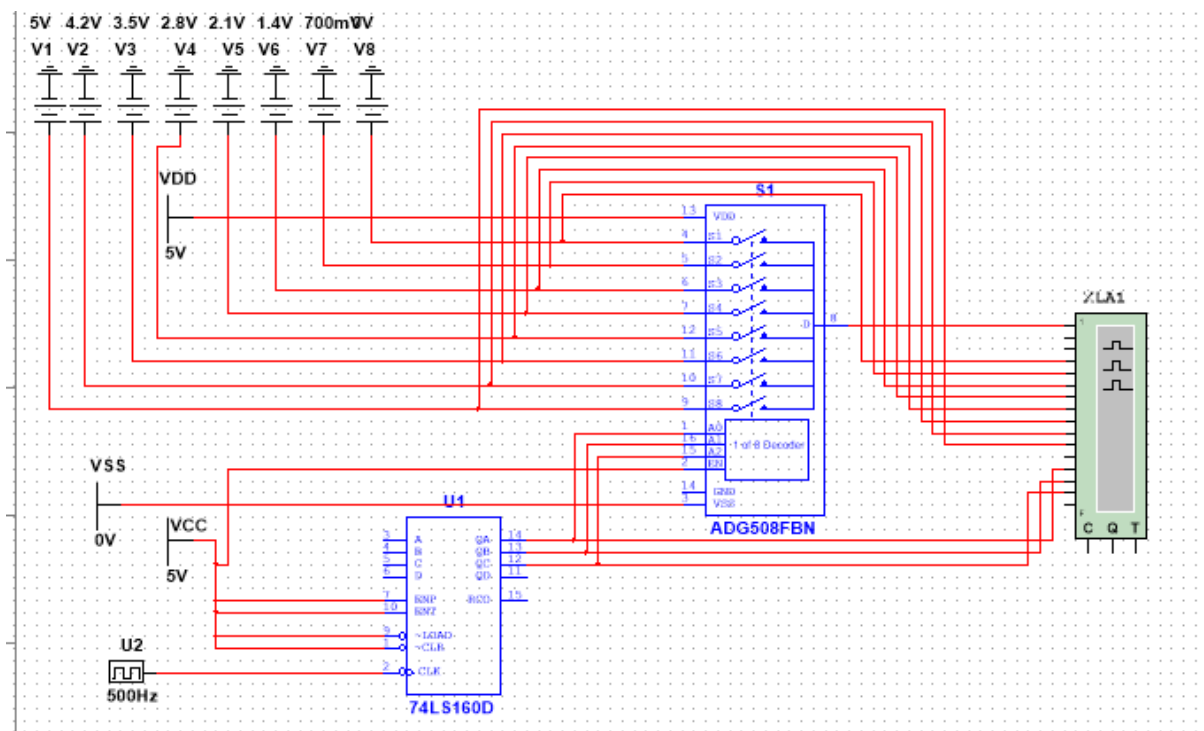 5V 4.2V 3.5V 2.8V 2.1V 1.4V 700mV 0V
V1 V2 V3 V4 V5 V6 V7 V8
VDD
5V
S1
13 VDD
4 S1
5 S2
6 S3
7 S4
12 S5
11 S6
10 S7
9 S8
D 8
1 A0
16 A1
15 A2
2 EN
1 of 8 Decoder
14 GND
3 VSS
ADG508FBN
XLA1
1
F
C Q T
VSS
0V
VCC
5V
U1
3 A QA 14
4 B QB 13
5 C QC 12
6 D QD 11
7 ENP RCO 15
10 ENT
9 ~LOAD
1 ~CLR
2 CLK
74LS160D
U2
500Hz